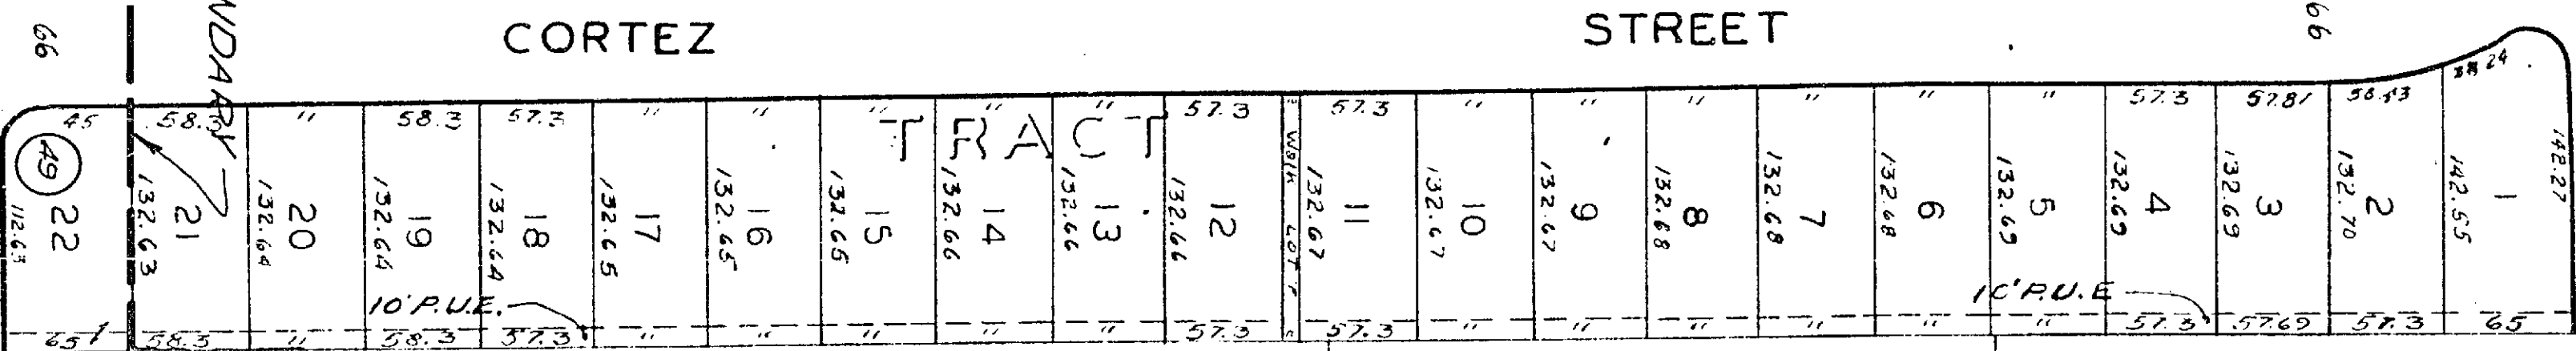 66
NDARY
CORTEZ STREET
66
45 58.3 " 58.3 57.3 " " " " " 57.3 57.3 " " " " " " 57.3 57.81 24
TRACT
49
22 21 20 19 18 17 16 15 14 13 12 WALK LOT 11 10 9 8 7 6 5 4 3 2 1
112.63 132.63 132.64 132.64 132.64 132.65 132.65 132.65 132.66 132.66 132.66 132.67 132.67 132.67 132.68 132.68 132.68 132.69 132.69 132.69 132.70 142.55 142.27
10' P.U.E. 10' P.U.E
65 58.3 " 58.3 57.3 " " " " " 57.3 57.3 " " " " " " 57.3 57.69 57.3 65